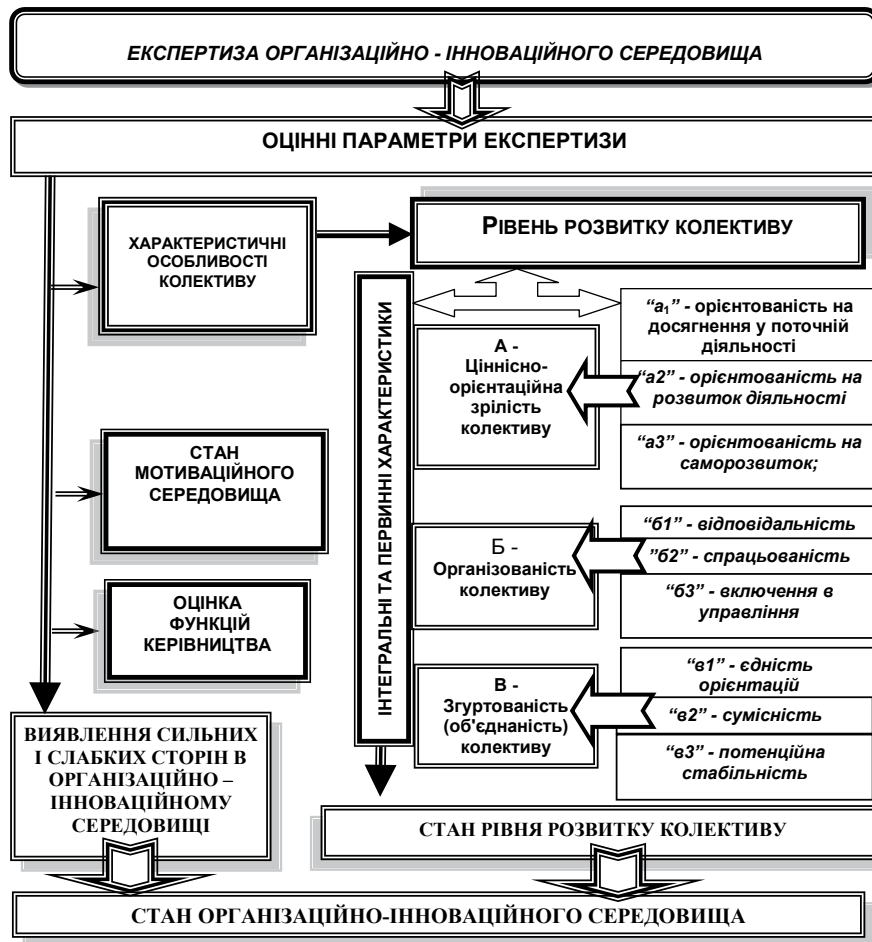 ЕКСПЕРТИЗА ОРГАНІЗАЦІЙНО - ІННОВАЦІЙНОГО СЕРЕДОВИЩА
ОЦІННІ ПАРАМЕТРИ ЕКСПЕРТИЗИ
ХАРАКТЕРИСТИЧНІ
ОСОБЛИВОСТІ
КОЛЕКТИВУ
СТАН
МОТИВАЦІЙНОГО
СЕРЕДОВИЩА
ОЦІНКА
ФУНКЦІЙ
КЕРІВНИЦТВА
ВИЯВЛЕННЯ СИЛЬНИХ
І СЛАБКИХ СТОРІН В
ОРГАНІЗАЦІЙНО –
ІННОВАЦІЙНОМУ
СЕРЕДОВИЩІ
РІВЕНЬ РОЗВИТКУ КОЛЕКТИВУ
ІНТЕГРАЛЬНІ ТА ПЕРВИННІ ХАРАКТЕРИСТИКИ
А -
Ціннісно-
орієнтаційна
зрілість
колективу
“а₁” - орієнтованість на
досягнення у поточній
діяльності
“а2” - орієнтованість на
розвиток діяльності
“а3” - орієнтованість на
саморозвиток;
Б -
Організованість
колективу
“б1” - відповідальність
”б2” - спрацьованість
“б3” - включення в
управління
В -
Згуртованість
(об'єднаність)
колективу
“в1” - єдність
орієнтацій
“в2” - сумісність
“в3” - потенційна
стабільність
СТАН РІВНЯ РОЗВИТКУ КОЛЕКТИВУ
СТАН ОРГАНІЗАЦІЙНО-ІННОВАЦІЙНОГО СЕРЕДОВИЩА